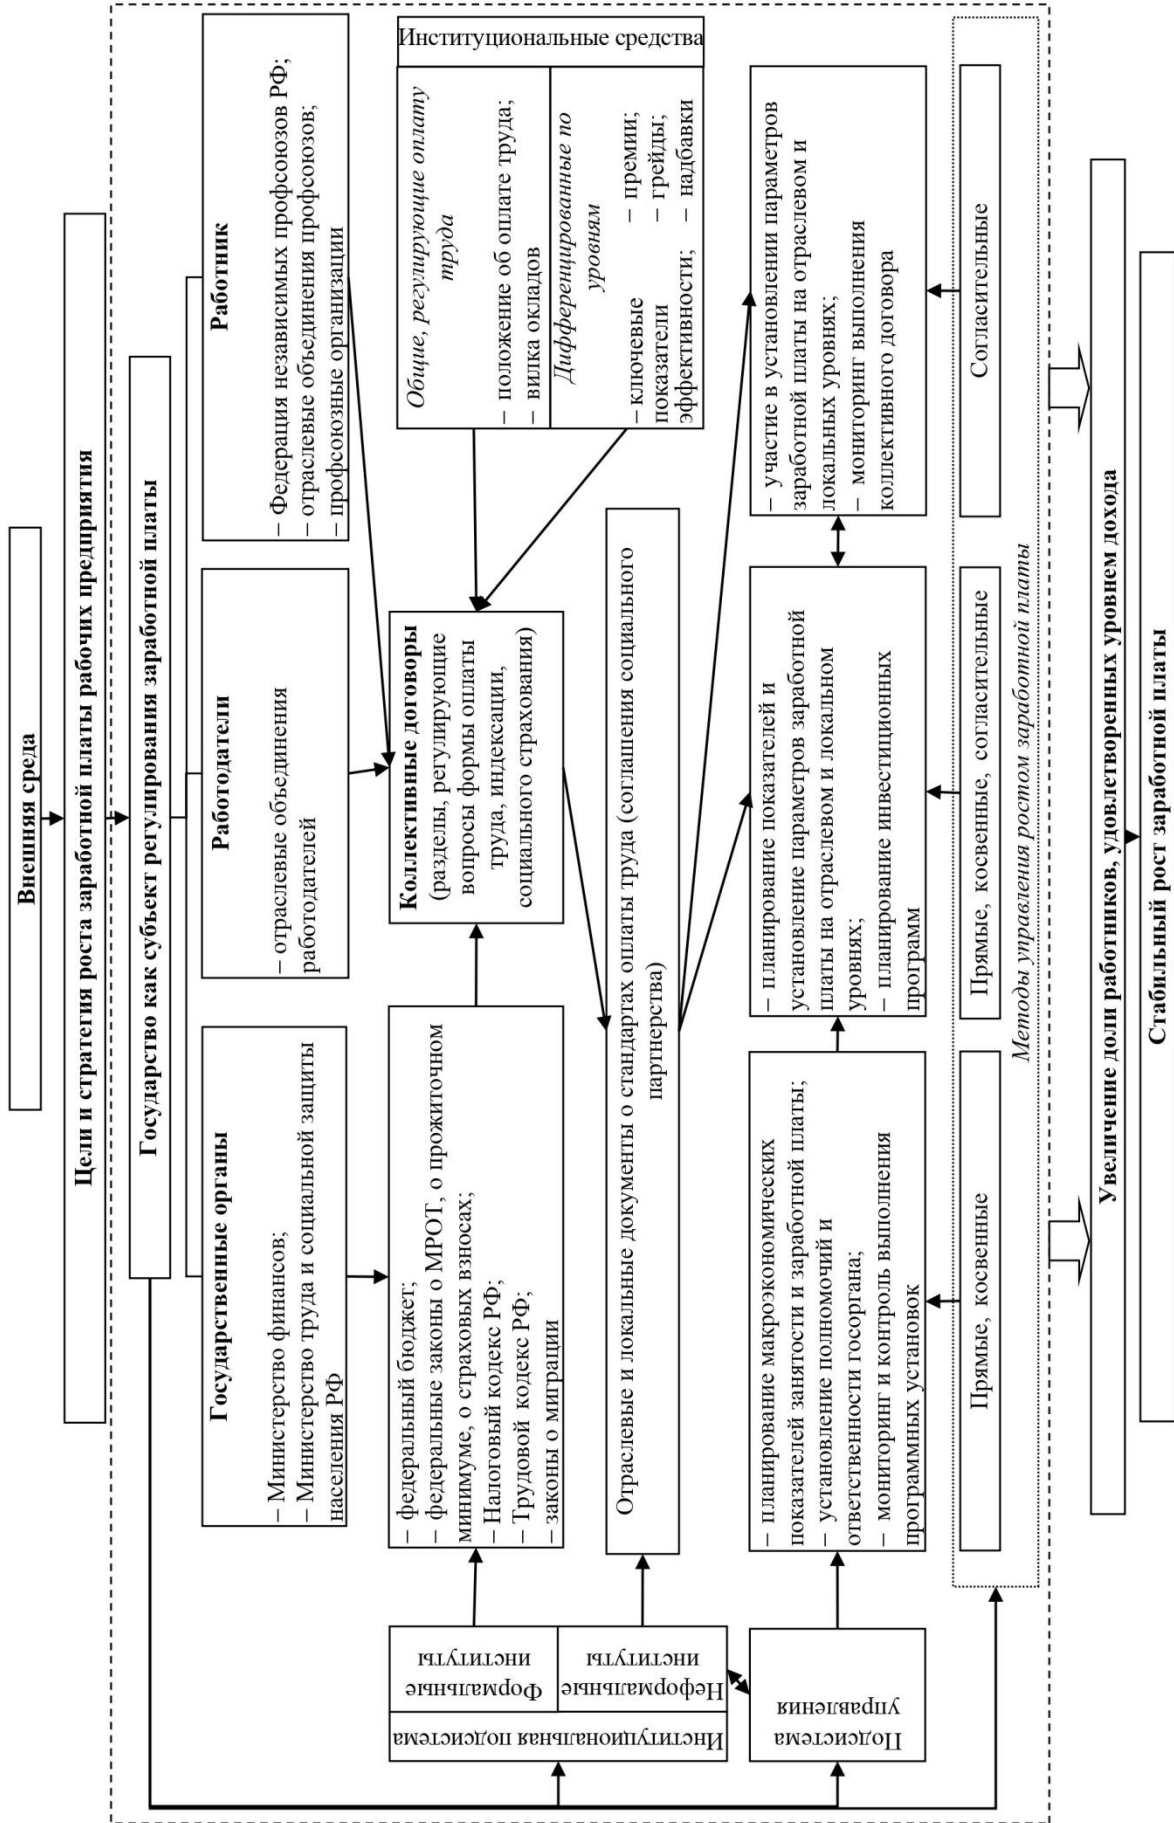 Внешняя среда
Цели и стратегия роста заработной платы рабочих предприятия
Государство как субъект регулирования заработной платы
Государственные органы
– Министерство финансов;
– Министерство труда и социальной защиты
населения РФ
Работодатели
– отраслевые объединения
работодателей
Работник
– Федерация независимых профсоюзов РФ;
– отраслевые объединения профсоюзов;
– профсоюзные организации
Институциональная подсистема
Формальные
институты
Неформальные
институты
– федеральный бюджет;
– федеральные законы о МРОТ, о прожиточном
минимуме, о страховых взносах;
– Налоговый кодекс РФ;
– Трудовой кодекс РФ;
– законы о миграции
Коллективные договоры
(разделы, регулирующие
вопросы формы оплаты
труда, индексации,
социального страхования)
Институциональные средства
Общие, регулирующие оплату
труда
– положение об оплате труда;
– вилка окладов
Дифференцированные по
уровням
– ключевые
показатели
эффективности;
– премии;
– грейды;
– надбавки
Отраслевые и локальные документы о стандартах оплаты труда (соглашения социального
партнерства)
Подсистема
управления
– планирование макроэкономических
показателей занятости и заработной платы;
– установление полномочий и
ответственности госоргана;
– мониторинг и контроль выполнения
программных установок
– планирование показателей и
установление параметров заработной
платы на отраслевом и локальном
уровнях;
– планирование инвестиционных
программ
– участие в установлении параметров
заработной платы на отраслевом и
локальных уровнях;
– мониторинг выполнения
коллективного договора
Прямые, косвенные
Прямые, косвенные, согласительные
Согласительные
Методы управления ростом заработной платы
Увеличение доли работников, удовлетворенных уровнем дохода
Стабильный рост заработной платы